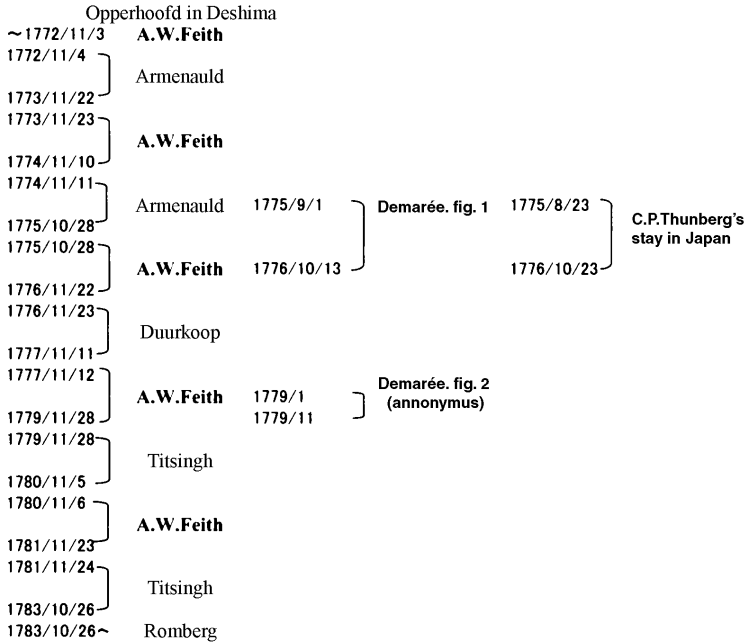 Opperhoofd in Deshima
～1772/11/3 A.W.Feith
1772/11/4
Armenauld
1773/11/22
1773/11/23
A.W.Feith
1774/11/10
1774/11/11
Armenauld 1775/9/1 Demarée. fig. 1 1775/8/23
C.P.Thunberg's
stay in Japan
1775/10/28
1775/10/28
A.W.Feith 1776/10/13 1776/10/23
1776/11/22
1776/11/23
Duurkoop
1777/11/11
1777/11/12
A.W.Feith 1779/1 Demarée. fig. 2
(annonymus)
1779/11/28 1779/11
1779/11/28
Titsingh
1780/11/5
1780/11/6
A.W.Feith
1781/11/23
1781/11/24
Titsingh
1783/10/26
1783/10/26～ Romberg